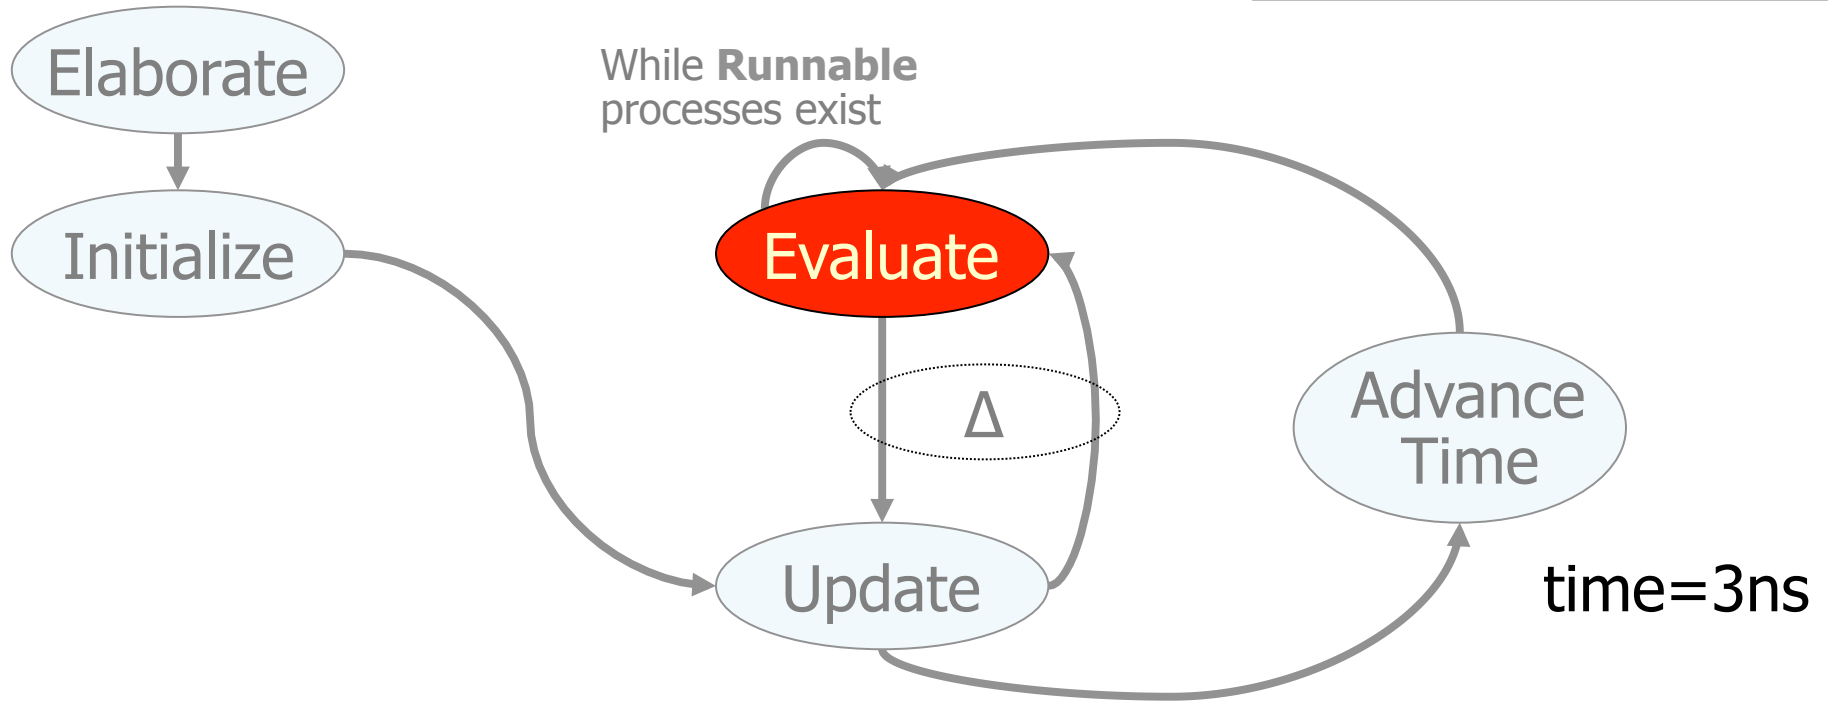 Elaborate
While Runnable
processes exist
Initialize
Evaluate
Δ
Advance
Time
Update
time=3ns